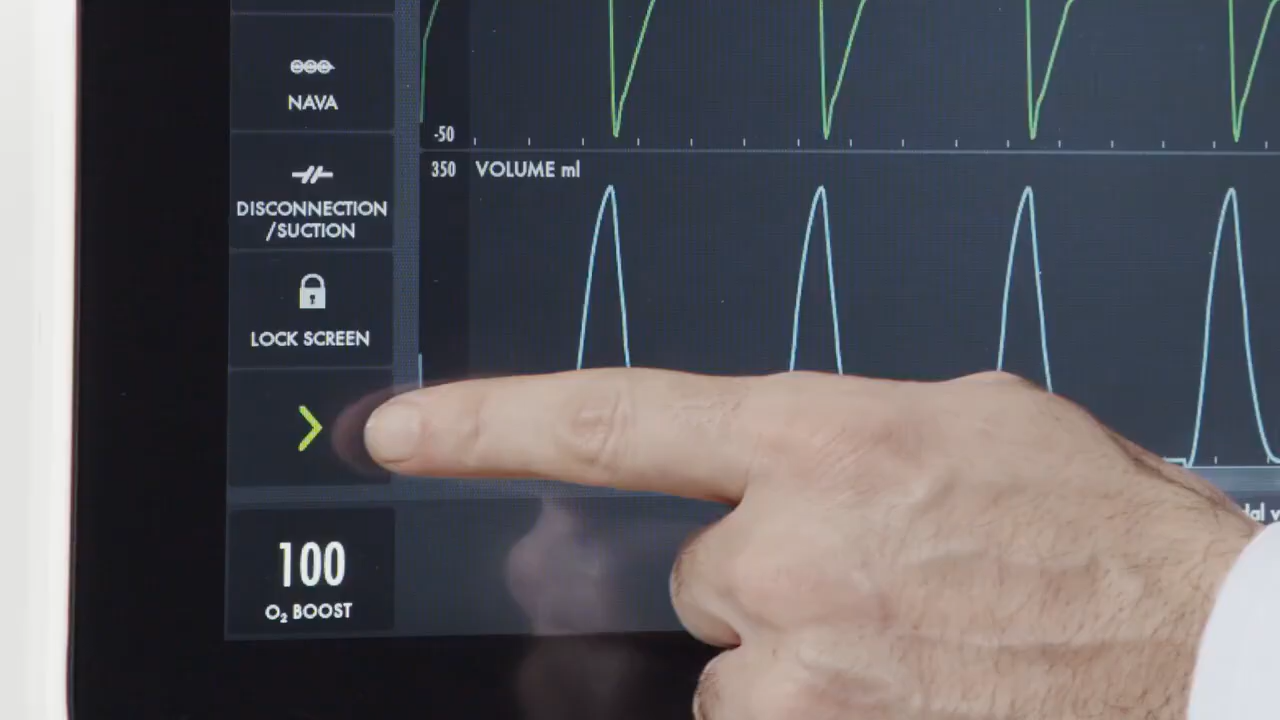 NAVA
DISCONNECTION
/SUCTION
LOCK SCREEN
100
O₂ BOOST
-50
350 VOLUME ml